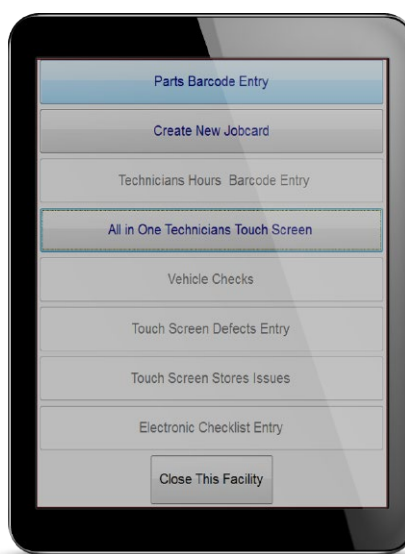 Parts Barcode Entry
Create New Jobcard
Technicians Hours  Barcode Entry
All in One Technicians Touch Screen
Vehicle Checks
Touch Screen Defects Entry
Touch Screen Stores Issues
Electronic Checklist Entry
Close This Facility